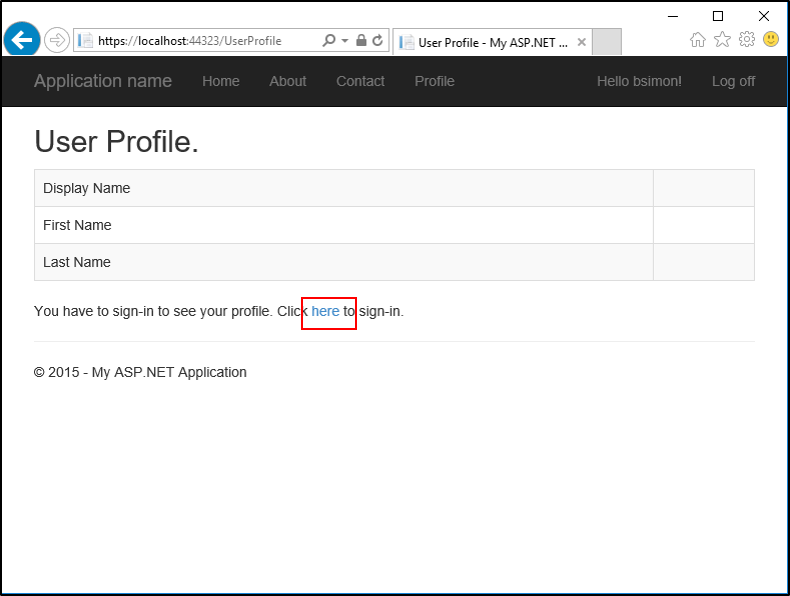 https://localhost:44323/UserProfile
User Profile - My ASP.NET ...
Application name Home About Contact Profile Hello bsimon! Log off
User Profile.
Display Name
First Name
Last Name
You have to sign-in to see your profile. Click here to sign-in.
© 2015 - My ASP.NET Application